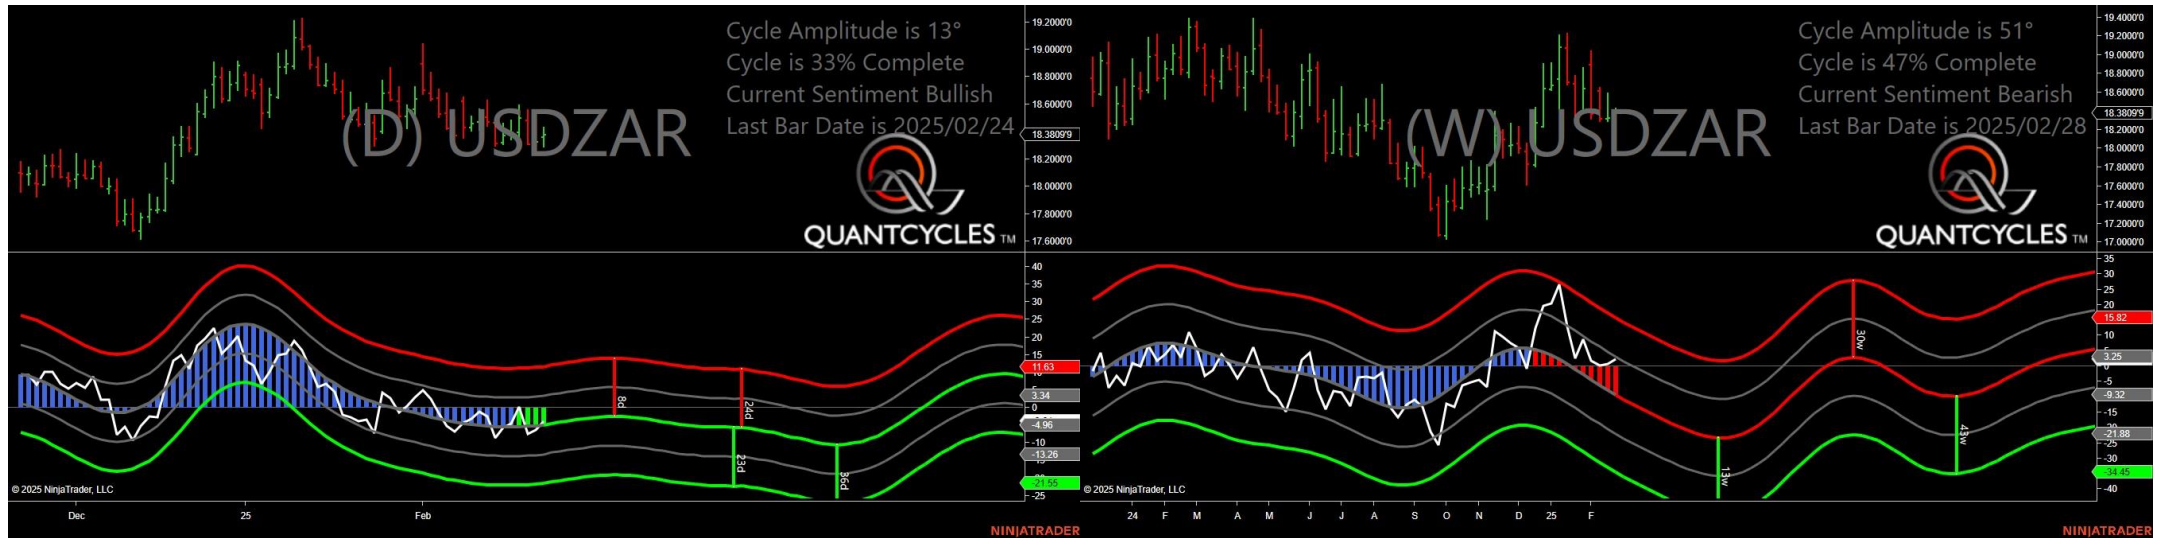 Cycle Amplitude is 13°
Cycle is 33% Complete
Current Sentiment Bullish
Last Bar Date is 2025/02/24
(D) USDZAR
QUANTCYCLES TM
19.2000'0
19.0000'0
18.8000'0
18.6000'0
18.3809'9
18.2000'0
18.0000'0
17.8000'0
17.6000'0
40
35
30
25
20
15
11.63
5
3.34
0
-4.96
-10
-13.26
-21.55
-25
8d
24d
23d
36d
© 2025 NinjaTrader, LLC
Dec
25
Feb
NINJATRADER
Cycle Amplitude is 51°
Cycle is 47% Complete
Current Sentiment Bearish
Last Bar Date is 2025/02/28
(W) USDZAR
QUANTCYCLES TM
19.4000'0
19.2000'0
19.0000'0
18.8000'0
18.6000'0
18.3809'9
18.2000'0
18.0000'0
17.8000'0
17.6000'0
17.4000'0
17.2000'0
17.0000'0
35
30
25
20
15.82
10
3.25
0
-5
-9.32
-15
-21.88
-25
-30
-34.45
-40
30w
13w
43w
© 2025 NinjaTrader, LLC
24
F
M
A
M
J
J
A
S
O
N
D
25
F
NINJATRADER